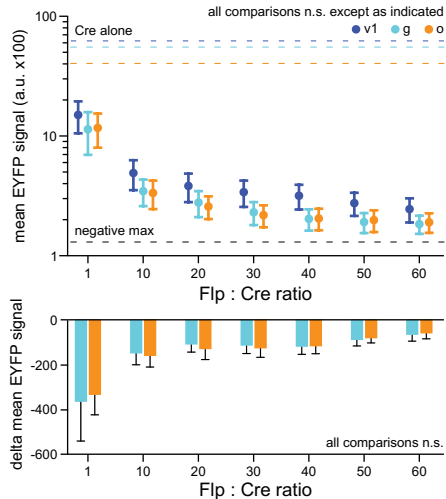 all comparisons n.s. except as indicated
v1 g o
Cre alone
negative max
mean EYFP signal (a.u. x100)
100
10
1
1 10 20 30 40 50 60
Flp : Cre ratio
delta mean EYFP signal
0
-200
-400
-600
all comparisons n.s.
1 10 20 30 40 50 60
Flp : Cre ratio